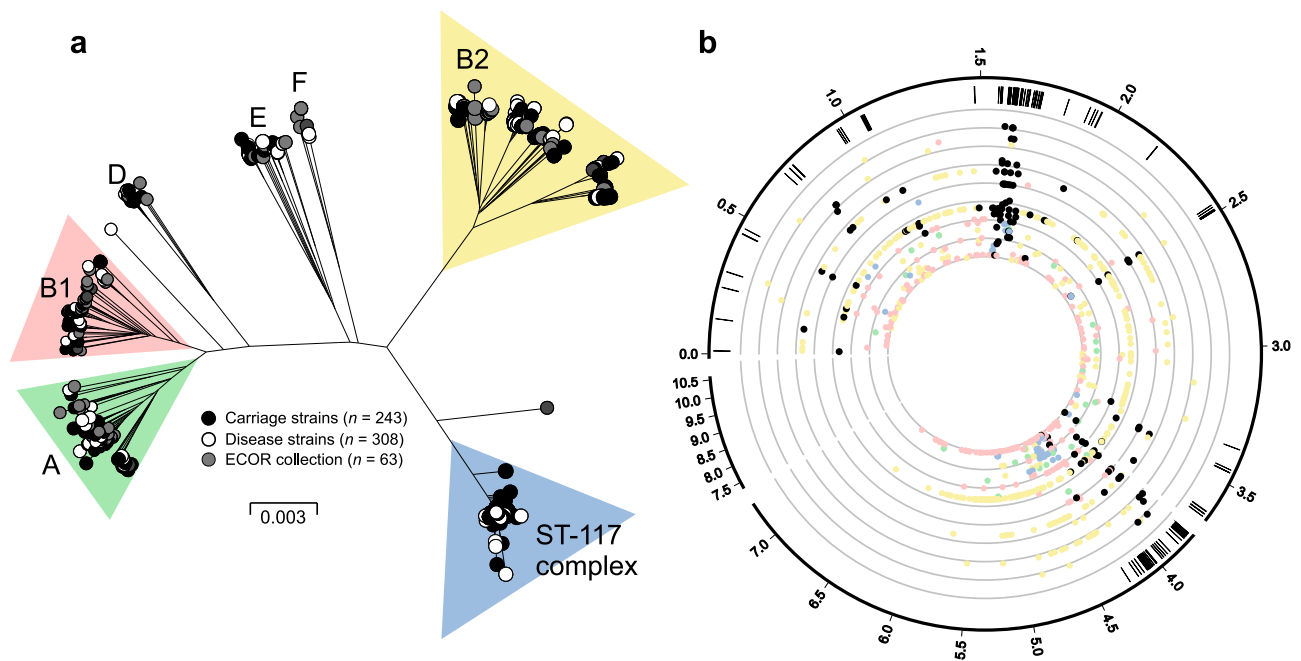 a
B2
F
E
D
B1
A
Carriage strains (n = 243)
Disease strains (n = 308)
ECOR collection (n = 63)
0.003
ST-117
complex
b
0.0
0.5
1.0
1.5
2.0
2.5
3.0
3.5
4.0
4.5
5.0
5.5
6.0
6.5
7.0
7.5
8.0
8.5
9.0
9.5
10.0
10.5